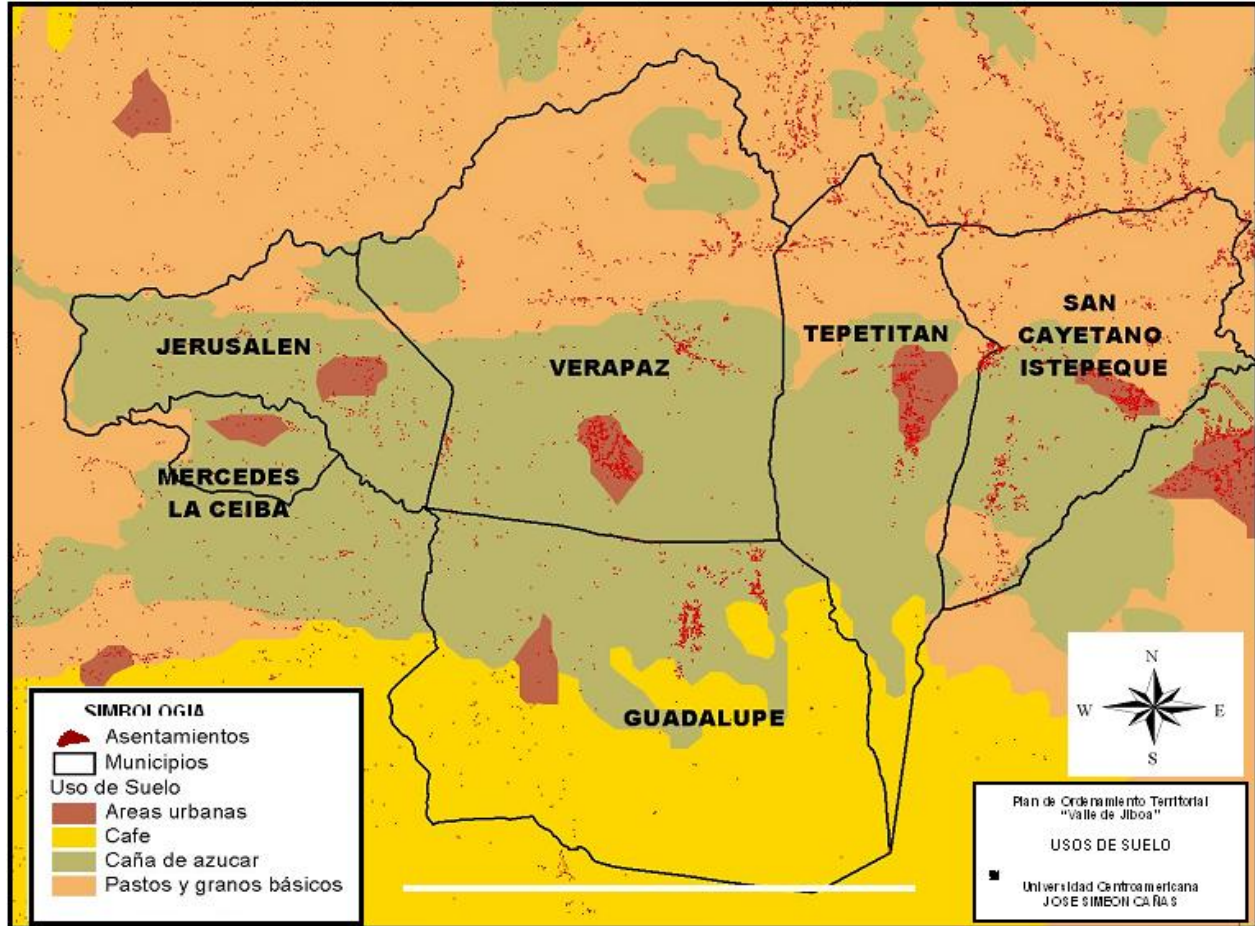 JERUSALEN
VERAPAZ
TEPETITAN
SAN
CAYETANO
ISTEPEQUE
MERCEDES
LA CEIBA
GUADALUPE
SIMBOLOGIA
Asentamientos
Municipios
Uso de Suelo
Areas urbanas
Cafe
Caña de azucar
Pastos y granos básicos
N
W
E
S
Plan de Ordenamiento Territorial
"Valle de Jiboa"
USOS DE SUELO
Universidad Centroamericana
JOSE SIMEON CAÑAS